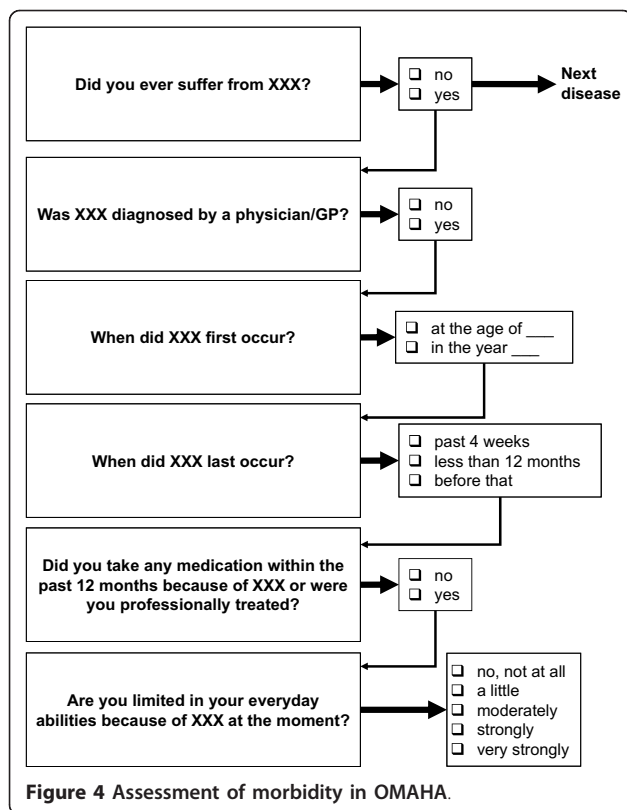 Did you ever suffer from XXX?
❑ no
❑ yes
Next
disease
Was XXX diagnosed by a physician/GP?
❑ no
❑ yes
When did XXX first occur?
❑ at the age of ___
❑ in the year ___
When did XXX last occur?
❑ past 4 weeks
❑ less than 12 months
❑ before that
Did you take any medication within the
past 12 months because of XXX or were
you professionally treated?
❑ no
❑ yes
Are you limited in your everyday
abilities because of XXX at the moment?
❑ no, not at all
❑ a little
❑ moderately
❑ strongly
❑ very strongly
Figure 4 Assessment of morbidity in OMAHA.